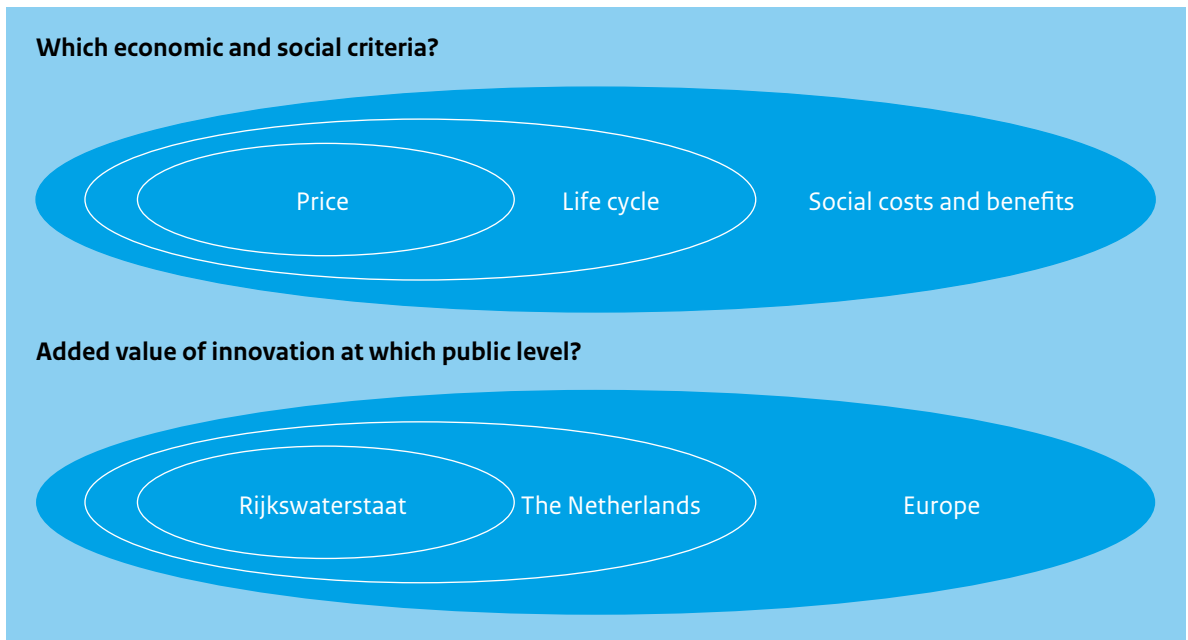 Which economic and social criteria?
Price
Life cycle
Social costs and benefits
Added value of innovation at which public level?
Rijkswaterstaat
The Netherlands
Europe